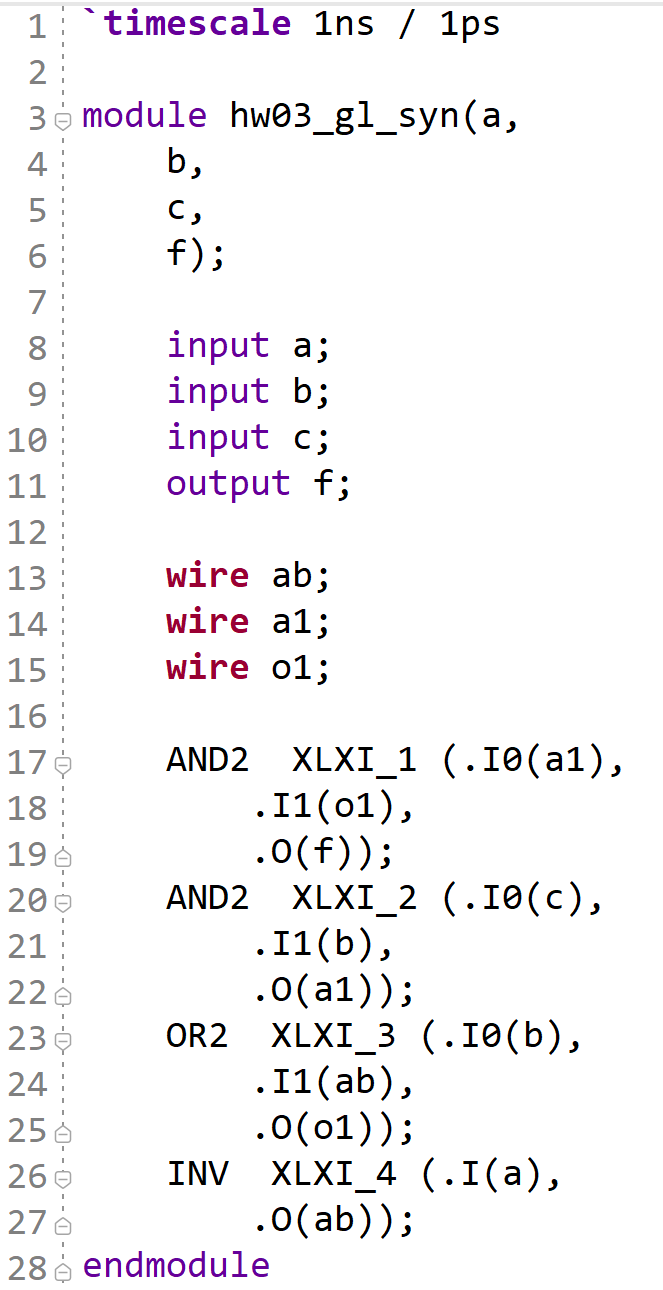 1 `timescale 1ns / 1ps
2
3 module hw03_gl_syn(a,
4     b,
5     c,
6     f);
7
8     input a;
9     input b;
10     input c;
11     output f;
12
13     wire ab;
14     wire a1;
15     wire o1;
16
17     AND2  XLXI_1 (.I0(a1),
18         .I1(o1),
19         .O(f));
20     AND2  XLXI_2 (.I0(c),
21         .I1(b),
22         .O(a1));
23     OR2  XLXI_3 (.I0(b),
24         .I1(ab),
25         .O(o1));
26     INV  XLXI_4 (.I(a),
27         .O(ab));
28 endmodule